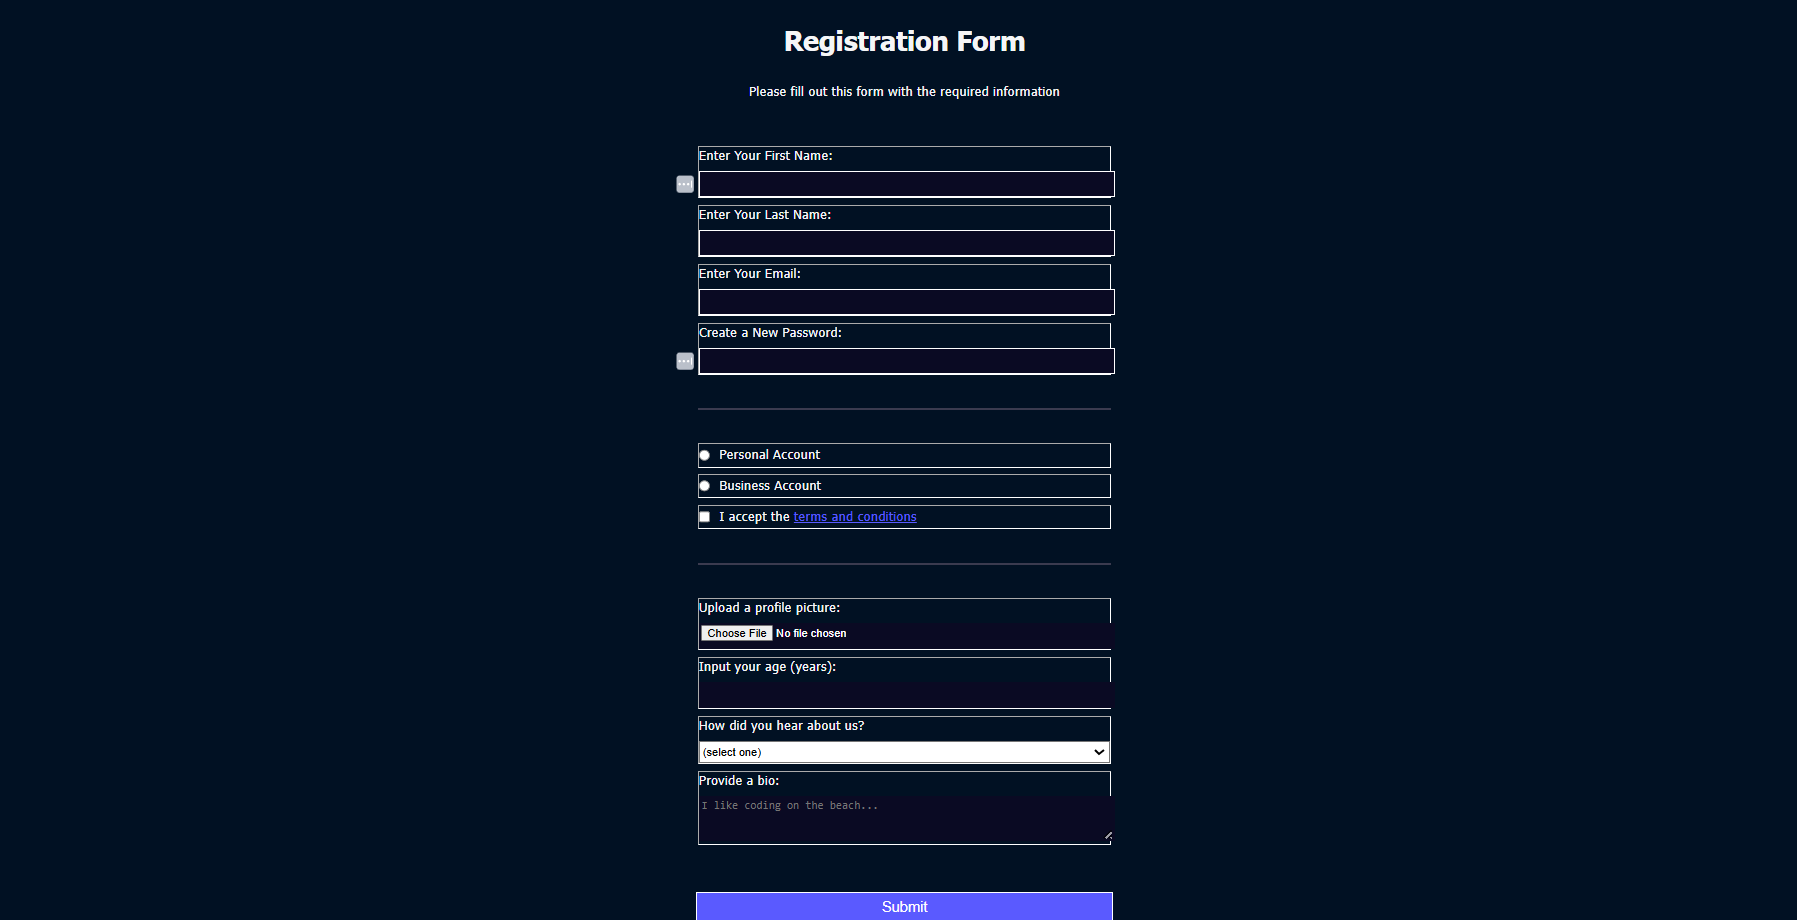 Registration Form
Please fill out this form with the required information
Enter Your First Name:
Enter Your Last Name:
Enter Your Email:
Create a New Password:
Personal Account
Business Account
I accept the terms and conditions
Upload a profile picture:
Choose File No file chosen
Input your age (years):
How did you hear about us?
(select one)
Provide a bio:
I like coding on the beach...
Submit